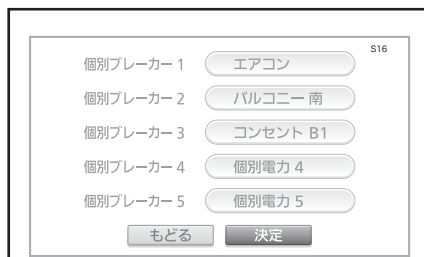 S16
個別ブレーカー 1 エアコン
個別ブレーカー 2 バルコニー 南
個別ブレーカー 3 コンセント B1
個別ブレーカー 4 個別電力 4
個別ブレーカー 5 個別電力 5
もどる 決定